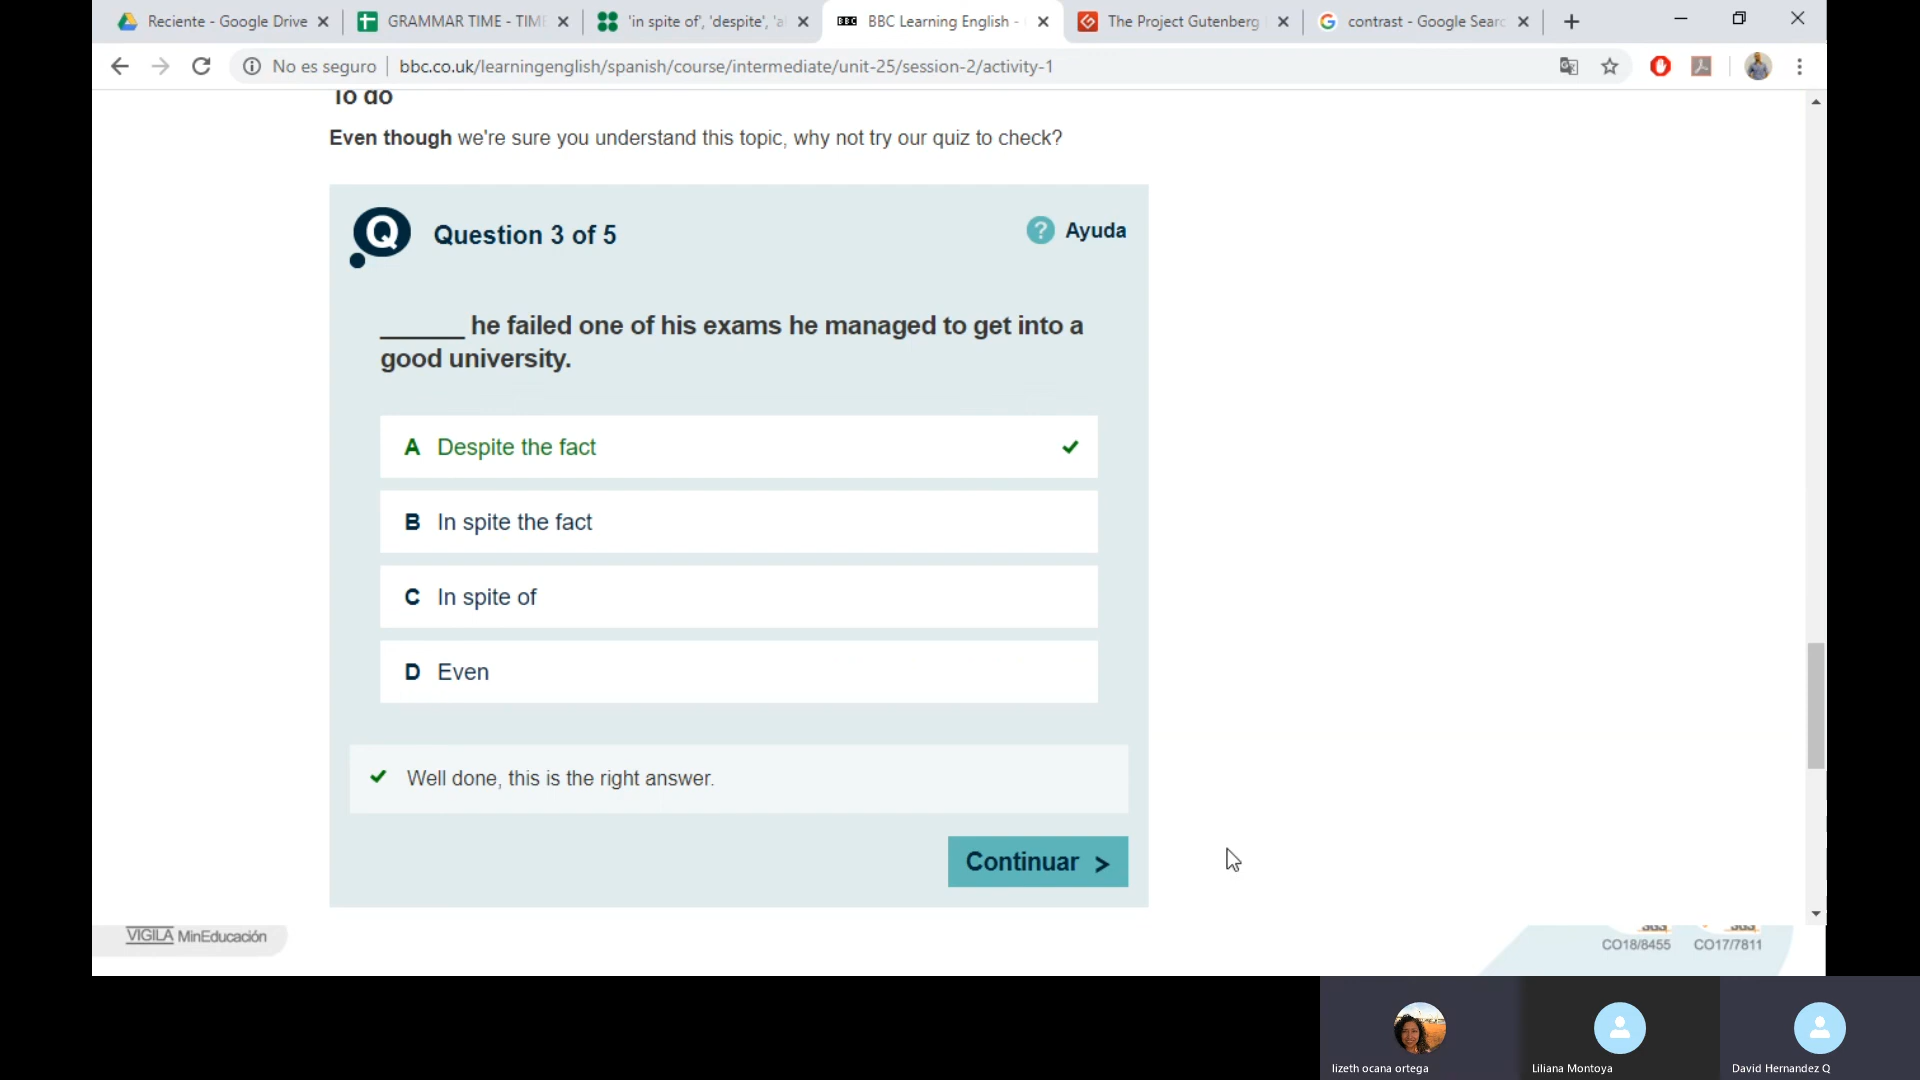 Reciente - Google Drive
GRAMMAR TIME - TIME
'in spite of', 'despite', 'al
BBC Learning English -
The Project Gutenberg
contrast - Google Searc
No es seguro
bbc.co.uk/learningenglish/spanish/course/intermediate/unit-25/session-2/activity-1
To do
Even though we're sure you understand this topic, why not try our quiz to check?
Q
Question 3 of 5
? Ayuda
______ he failed one of his exams he managed to get into a
good university.
A Despite the fact
B In spite the fact
C In spite of
D Even
Well done, this is the right answer.
Continuar >
VIGILA MinEducación
SGS SGS
CO18/8455 CO17/7811
lizeth ocana ortega
Liliana Montoya
David Hernandez Q